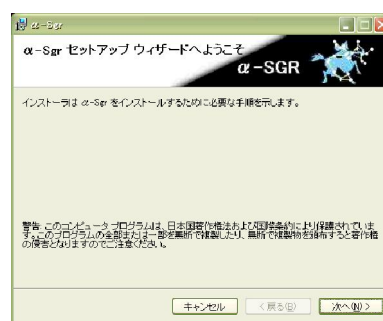 α-Sgr
α-Sgr セットアップ ウィザードへようこそ
α-SGR
インストーラは α-Sgr をインストールするために必要な手順を示します。
警告: このコンピュータ プログラムは、日本国著作権法および国際条約により保護されていま
す。このプログラムの全部または一部を無断で複製したり、無断で複製物を頒布すると著作権
の侵害となりますのでご注意ください。
キャンセル
< 戻る(B)
次へ(N) >